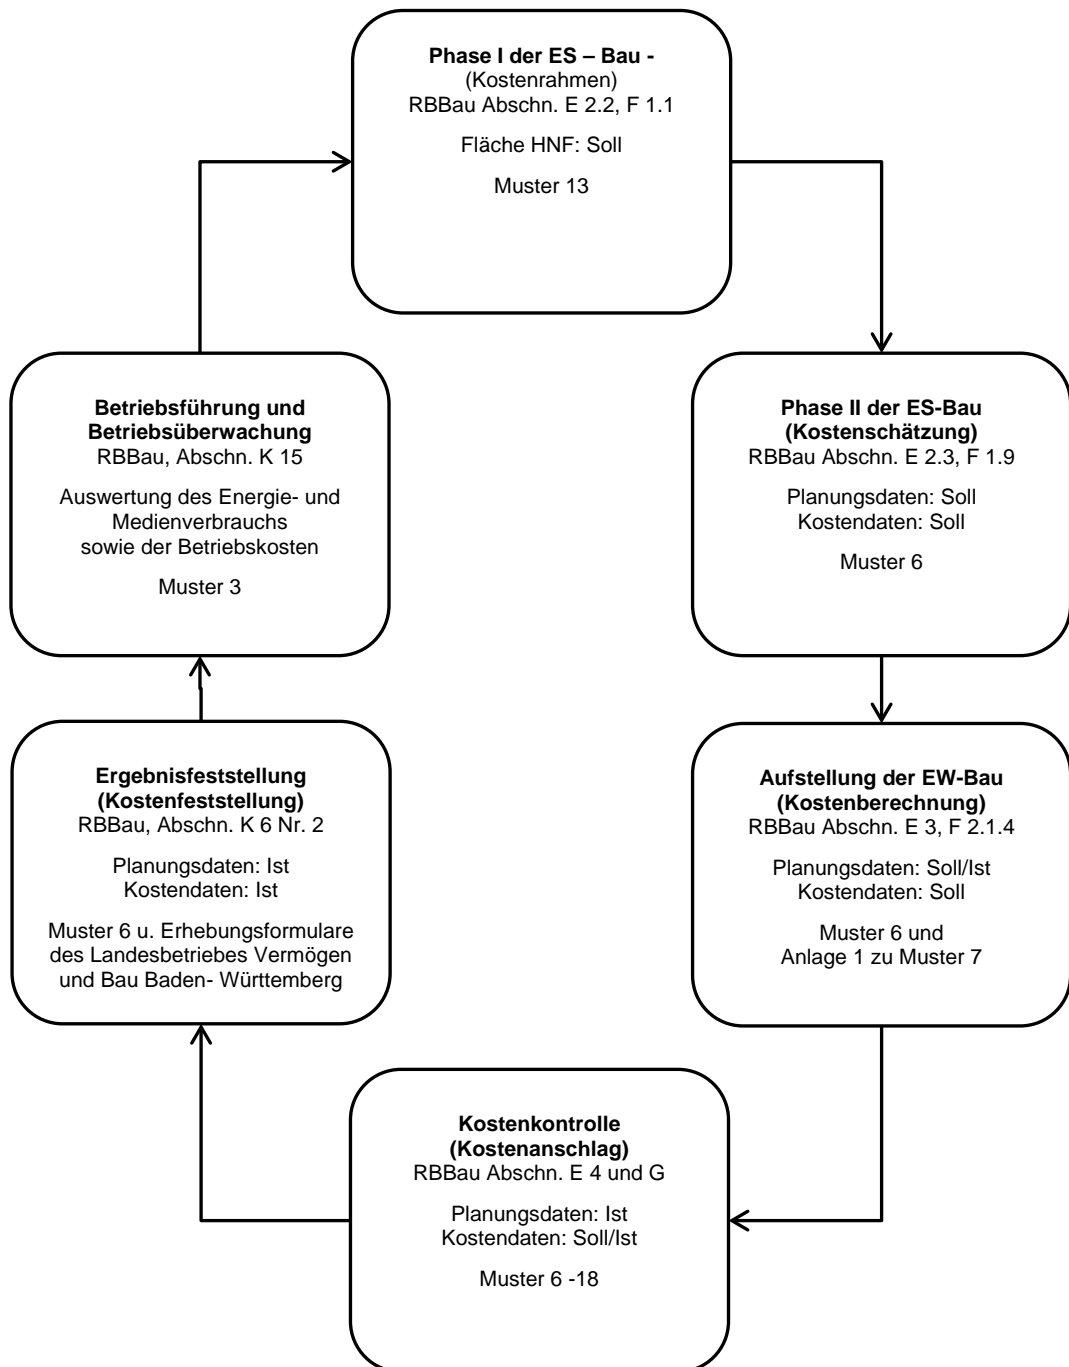 Phase I der ES – Bau -
(Kostenrahmen)
RBBau Abschn. E 2.2, F 1.1
Fläche HNF: Soll
Muster 13
Phase II der ES-Bau
(Kostenschätzung)
RBBau Abschn. E 2.3, F 1.9
Planungsdaten: Soll
Kostendaten: Soll
Muster 6
Aufstellung der EW-Bau
(Kostenberechnung)
RBBau Abschn. E 3, F 2.1.4
Planungsdaten: Soll/Ist
Kostendaten: Soll
Muster 6 und
Anlage 1 zu Muster 7
Kostenkontrolle
(Kostenanschlag)
RBBau Abschn. E 4 und G
Planungsdaten: Ist
Kostendaten: Soll/Ist
Muster 6 -18
Ergebnisfeststellung
(Kostenfeststellung)
RBBau, Abschn. K 6 Nr. 2
Planungsdaten: Ist
Kostendaten: Ist
Muster 6 u. Erhebungsformulare
des Landesbetriebes Vermögen
und Bau Baden- Württemberg
Betriebsführung und
Betriebsüberwachung
RBBau, Abschn. K 15
Auswertung des Energie- und
Medienverbrauchs
sowie der Betriebskosten
Muster 3